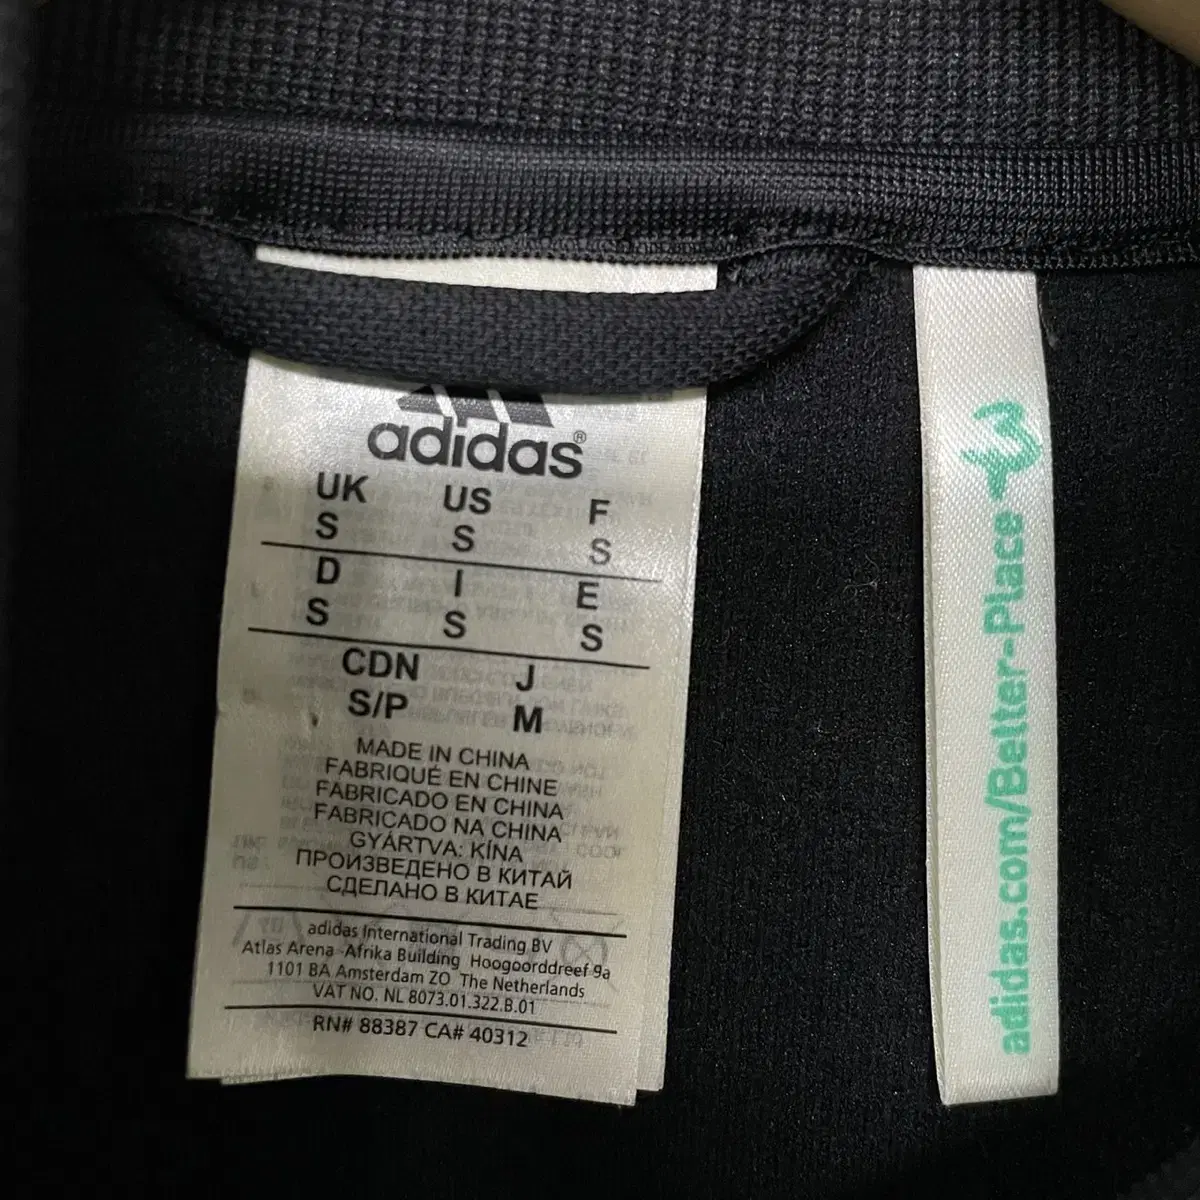 adidas®
UK US F
S S S
D I E
S S S
CDN J
S/P M
MADE IN CHINA
FABRIQUÉ EN CHINE
FABRICADO EN CHINA
FABRICADO NA CHINA
GYÁRTVA: KÍNA
ПРОИЗВЕДЕНО В КИТАЙ
СДЕЛАНО В КИТАЕ
adidas International Trading BV
Atlas Arena -Afrika Building Hoogoorddreef 9a
1101 BA Amsterdam ZO The Netherlands
VAT NO. NL 8073.01.322.B.01
RN# 88387 CA# 40312
adidas.com/Better-Place